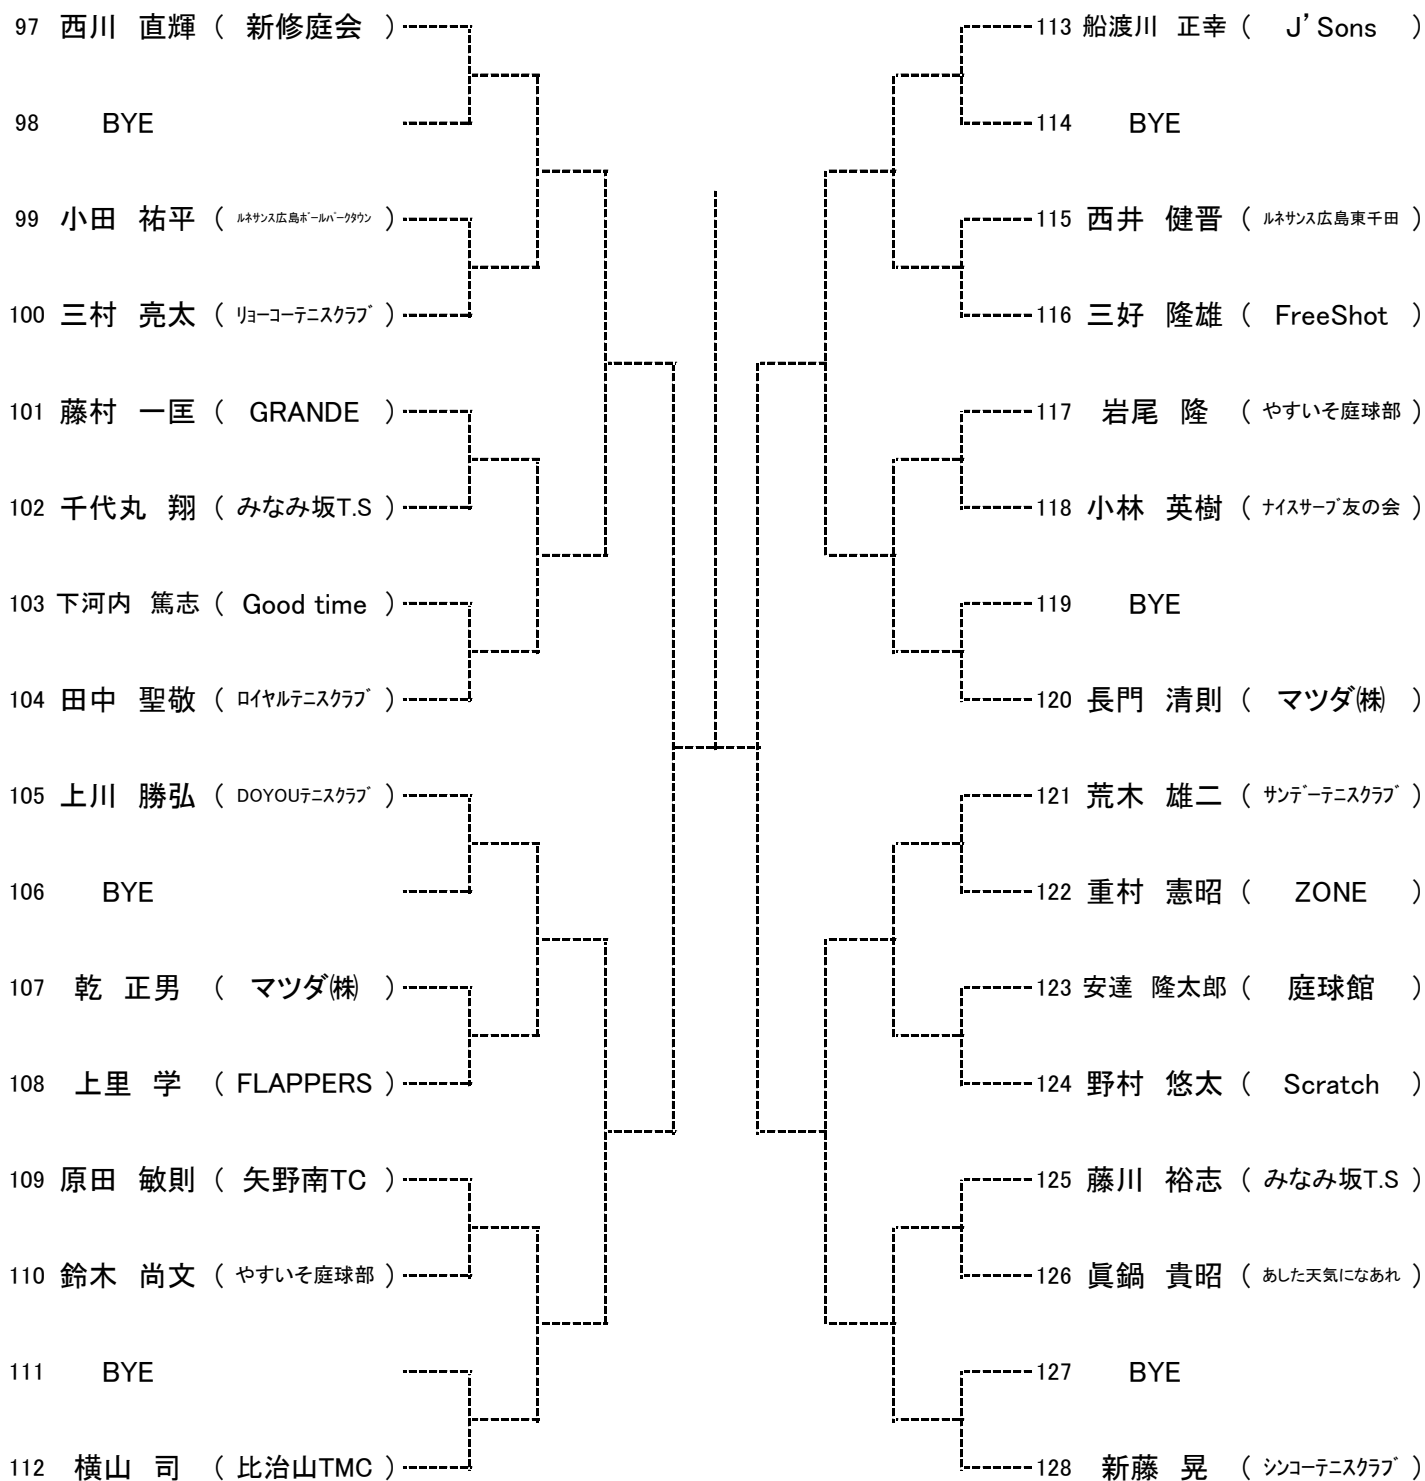 97 西川 直輝 ( 新修庭会 )
98 BYE
99 小田 祐平 ( ﾙﾈｻﾝｽ広島ﾎﾞｰﾙﾊﾟｰｸﾀｳﾝ )
100 三村 亮太 ( ﾘｮｰｺｰﾃﾆｽｸﾗﾌﾞ )
101 藤村 一匡 ( GRANDE )
102 千代丸 翔 ( みなみ坂T.S )
103 下河内 篤志 ( Good time )
104 田中 聖敬 ( ﾛｲﾔﾙﾃﾆｽｸﾗﾌﾞ )
105 上川 勝弘 ( DOYOUﾃﾆｽｸﾗﾌﾞ )
106 BYE
107 乾 正男 ( マツダ㈱ )
108 上里 学 ( FLAPPERS )
109 原田 敏則 ( 矢野南TC )
110 鈴木 尚文 ( やすいそ庭球部 )
111 BYE
112 横山 司 ( 比治山TMC )
113 船渡川 正幸 ( J’Sons )
114 BYE
115 西井 健晋 ( ﾙﾈｻﾝｽ広島東千田 )
116 三好 隆雄 ( FreeShot )
117 岩尾 隆 ( やすいそ庭球部 )
118 小林 英樹 ( ﾅｲｽｻｰﾌﾞ友の会 )
119 BYE
120 長門 清則 ( マツダ㈱ )
121 荒木 雄二 ( ｻﾝﾃﾞｰﾃﾆｽｸﾗﾌﾞ )
122 重村 憲昭 ( ZONE )
123 安達 隆太郎 ( 庭球館 )
124 野村 悠太 ( Scratch )
125 藤川 裕志 ( みなみ坂T.S )
126 眞鍋 貴昭 ( あした天気になあれ )
127 BYE
128 新藤 晃 ( ｼﾝｺｰﾃﾆｽｸﾗﾌﾞ )